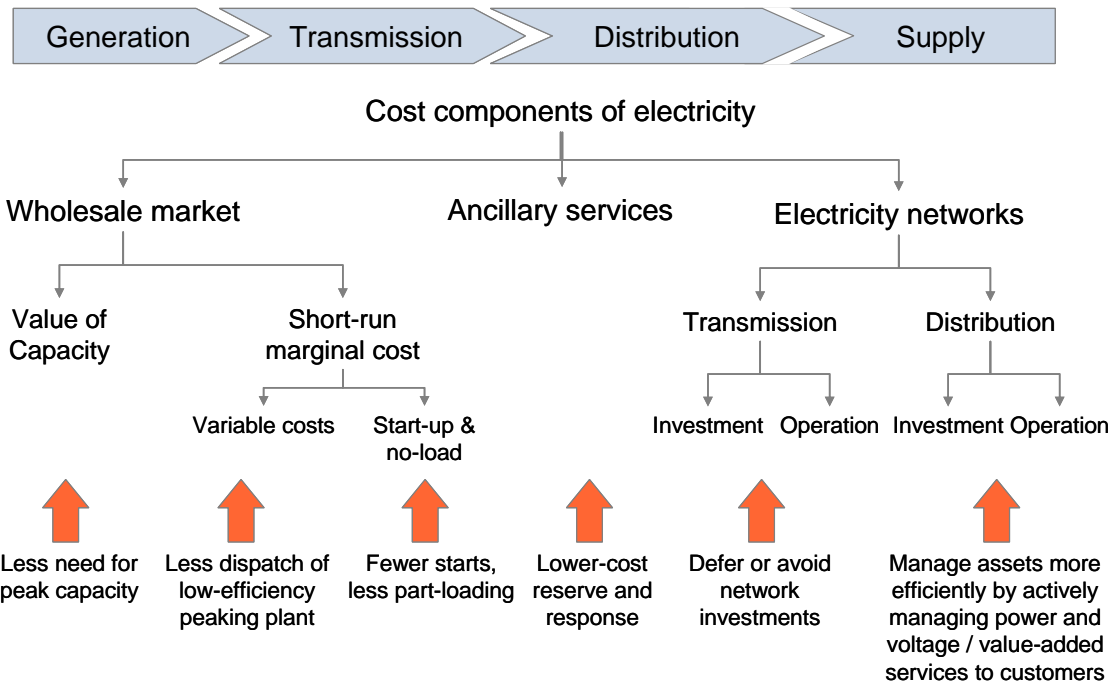 Generation
Transmission
Distribution
Supply
Cost components of electricity
Wholesale market
Ancillary services
Electricity networks
Value of
Capacity
Short-run
marginal cost
Transmission
Distribution
Variable costs
Start-up &
no-load
Investment
Operation
Investment
Operation
Less need for
peak capacity
Less dispatch of
low-efficiency
peaking plant
Fewer starts,
less part-loading
Lower-cost
reserve and
response
Defer or avoid
network
investments
Manage assets more
efficiently by actively
managing power and
voltage / value-added
services to customers